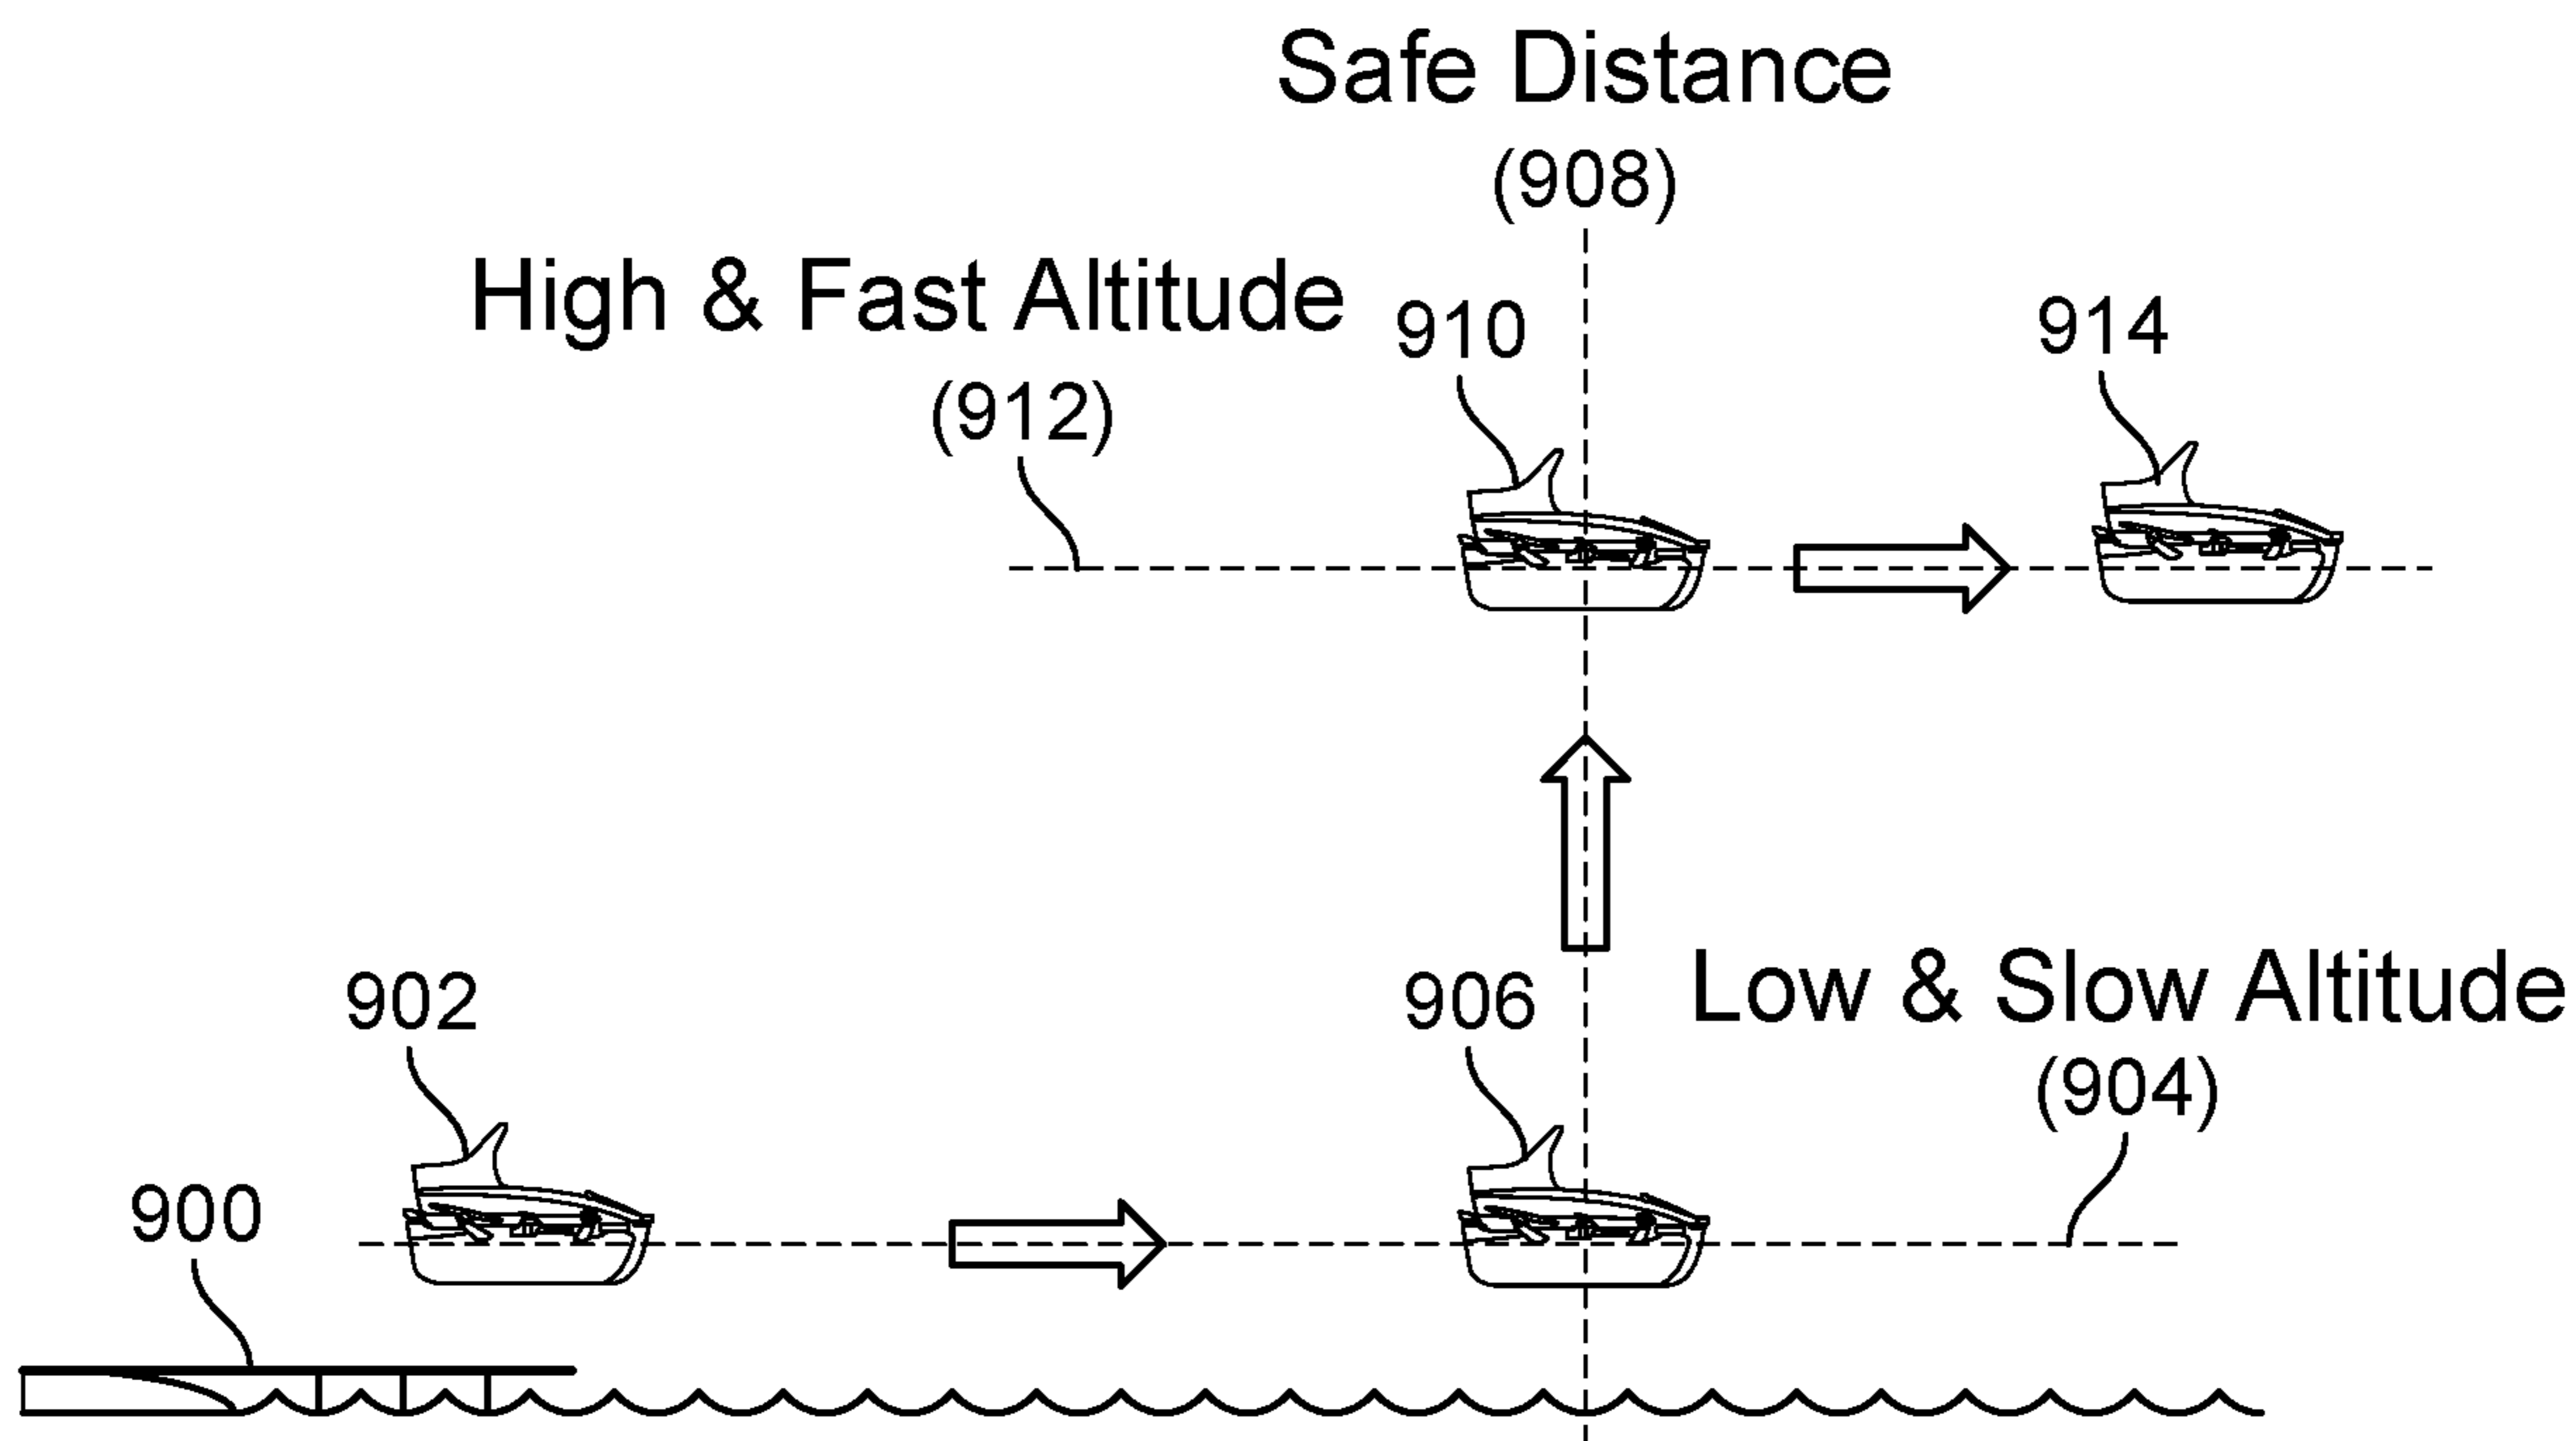 Safe Distance
(908)
High & Fast Altitude
(912)
910
914
902
906
Low & Slow Altitude
(904)
900